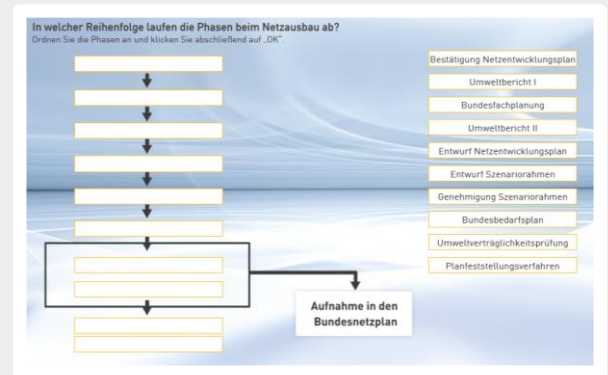 In welcher Reihenfolge laufen die Phasen beim Netzausbau ab?
Ordnen Sie die Phasen an und klicken Sie abschließend auf „OK".
Bestätigung Netzentwicklungsplan
Umweltbericht I
Bundesfachplanung
Umweltbericht II
Entwurf Netzentwicklungsplan
Entwurf Szenariorahmen
Genehmigung Szenariorahmen
Bundesbedarfsplan
Umweltverträglichkeitsprüfung
Planfeststellungsverfahren
Aufnahme in den
Bundesnetzplan